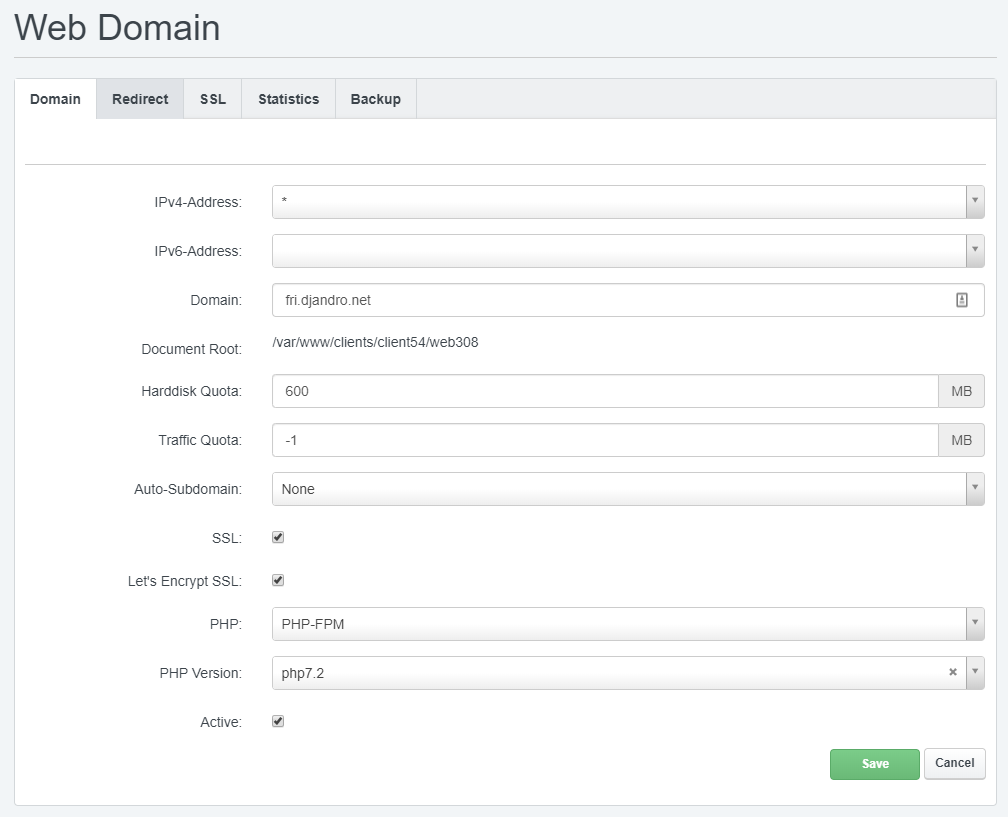 Web Domain
Domain Redirect SSL Statistics Backup
IPv4-Address: *
IPv6-Address:
Domain: fri.djandro.net
Document Root: /var/www/clients/client54/web308
Harddisk Quota: 600 MB
Traffic Quota: -1 MB
Auto-Subdomain: None
SSL:
Let's Encrypt SSL:
PHP: PHP-FPM
PHP Version: php7.2
Active:
Save Cancel